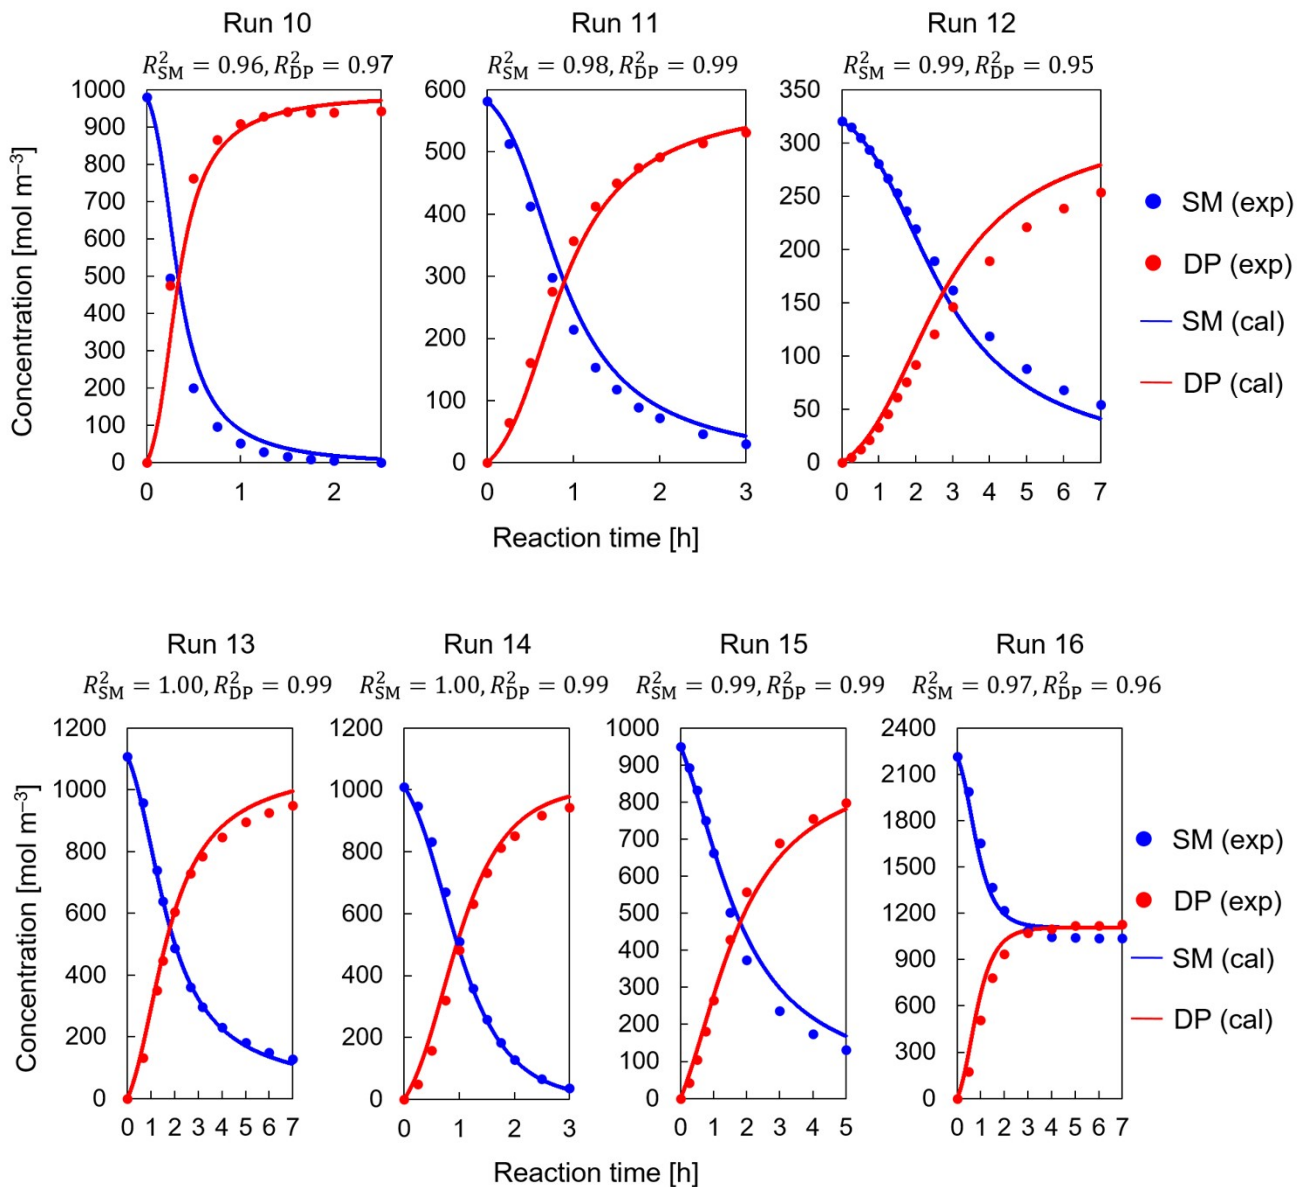 Run 10
Run 11
Run 12
R²SM = 0.96, R²DP = 0.97
R²SM = 0.98, R²DP = 0.99
R²SM = 0.99, R²DP = 0.95
Concentration [mol m⁻³]
1000
900
800
700
600
500
400
300
200
100
0
0 1 2
600
500
400
300
200
100
0
0 1 2 3
350
300
250
200
150
100
50
0
0 1 2 3 4 5 6 7
SM (exp)
DP (exp)
SM (cal)
DP (cal)
Reaction time [h]
Run 13
Run 14
Run 15
Run 16
R²SM = 1.00, R²DP = 0.99
R²SM = 1.00, R²DP = 0.99
R²SM = 0.99, R²DP = 0.99
R²SM = 0.97, R²DP = 0.96
Concentration [mol m⁻³]
1200
1000
800
600
400
200
0
0 1 2 3 4 5 6 7
1200
1000
800
600
400
200
0
0 1 2 3
1000
900
800
700
600
500
400
300
200
100
0
0 1 2 3 4 5
2400
2100
1800
1500
1200
900
600
300
0
0 1 2 3 4 5 6 7
SM (exp)
DP (exp)
SM (cal)
DP (cal)
Reaction time [h]